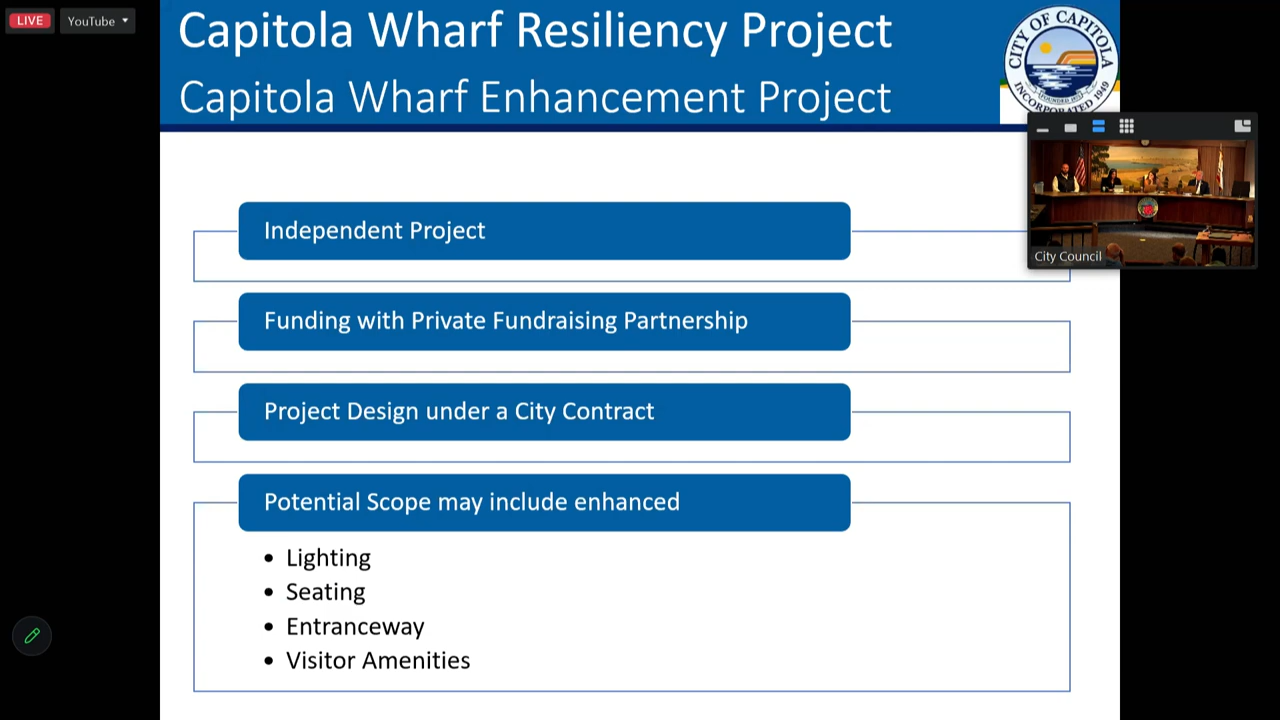 LIVE
YouTube
Capitola Wharf Resiliency Project
Capitola Wharf Enhancement Project
CITY OF CAPITOLA
INCORPORATED 1949
City Council
Independent Project
Funding with Private Fundraising Partnership
Project Design under a City Contract
Potential Scope may include enhanced
• Lighting
• Seating
• Entranceway
• Visitor Amenities